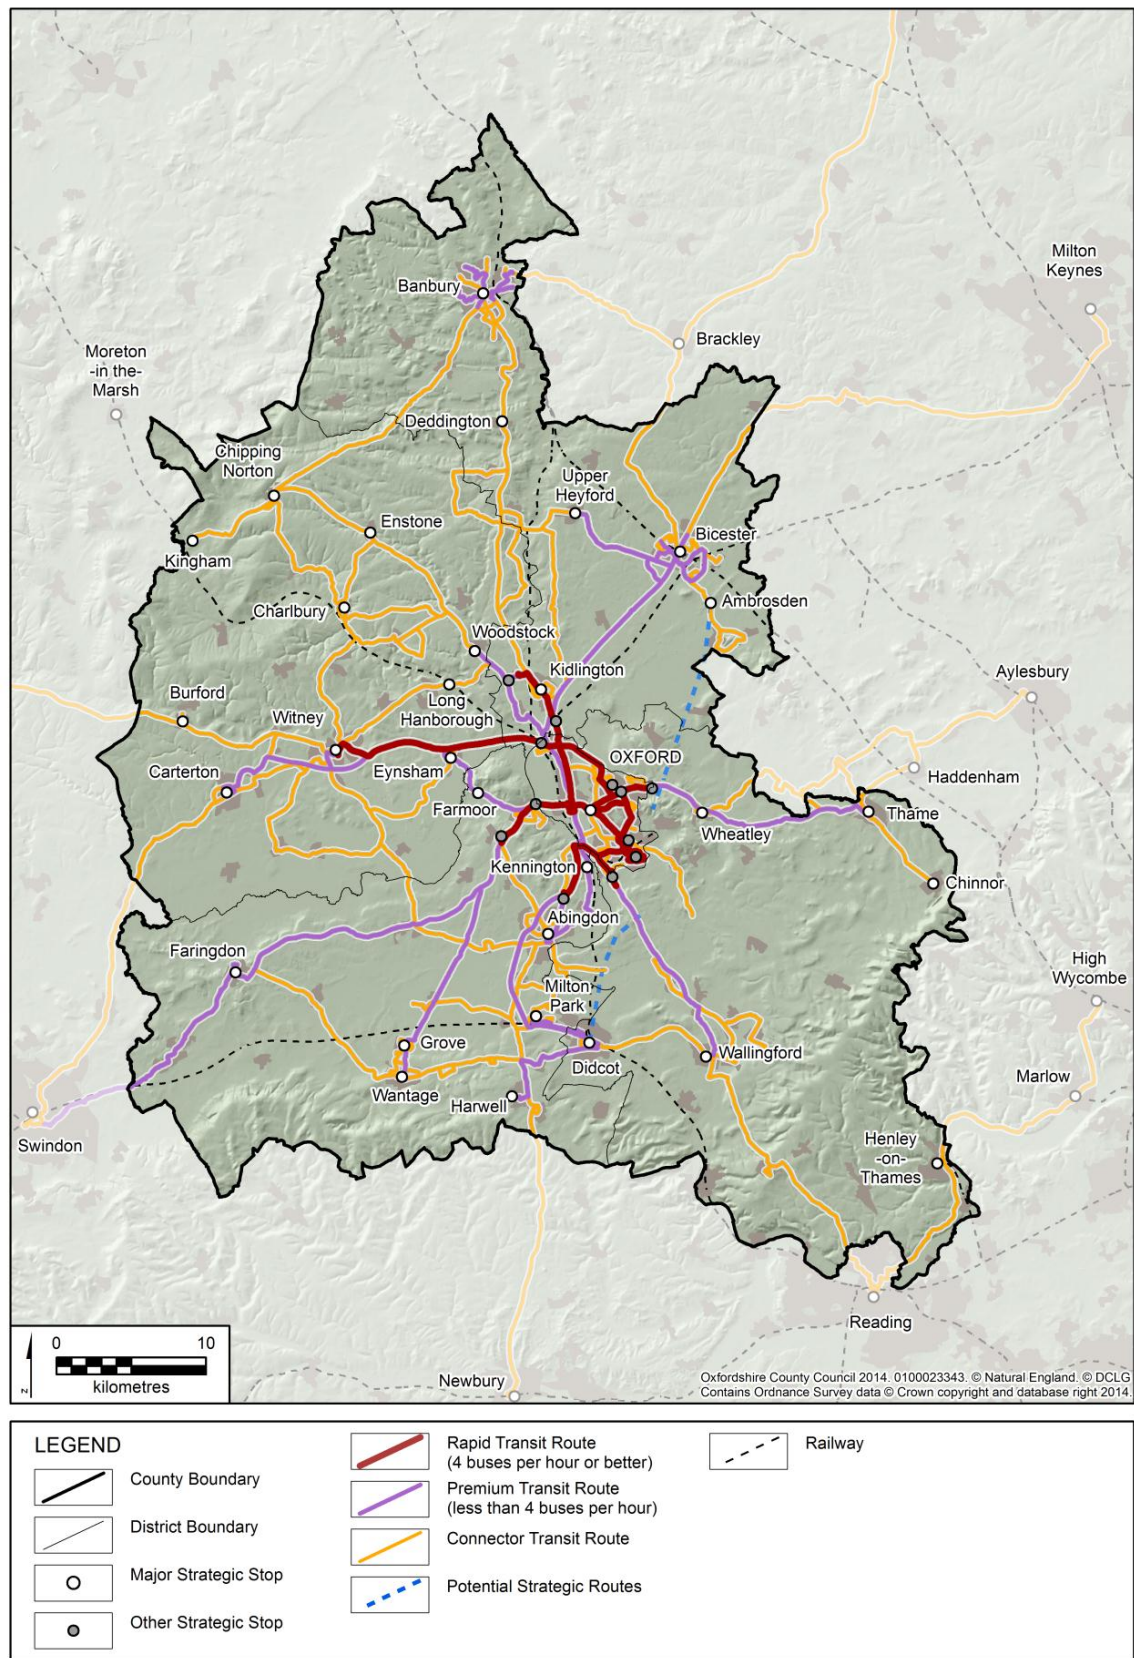 Milton
Keynes
Banbury
Brackley
Moreton
-in the-
Marsh
Deddington
Chipping
Norton
Upper
Heyford
Enstone
Bicester
Kingham
Charlbury
Ambrosden
Woodstock
Kidlington
Aylesbury
Burford
Long
Hanborough
Witney
OXFORD
Carterton
Eynsham
Haddenham
Farmoor
Thame
Wheatley
Kennington
Chinnor
Abingdon
Faringdon
High
Wycombe
Milton
Park
Grove
Wallingford
Didcot
Marlow
Wantage
Harwell
Swindon
Henley
-on-
Thames
Reading
0 10
kilometres
z
Newbury
Oxfordshire County Council 2014. 0100023343. © Natural England. © DCLG
Contains Ordnance Survey data © Crown copyright and database right 2014.
LEGEND
County Boundary
District Boundary
Major Strategic Stop
Other Strategic Stop
Rapid Transit Route
(4 buses per hour or better)
Premium Transit Route
(less than 4 buses per hour)
Connector Transit Route
Potential Strategic Routes
Railway